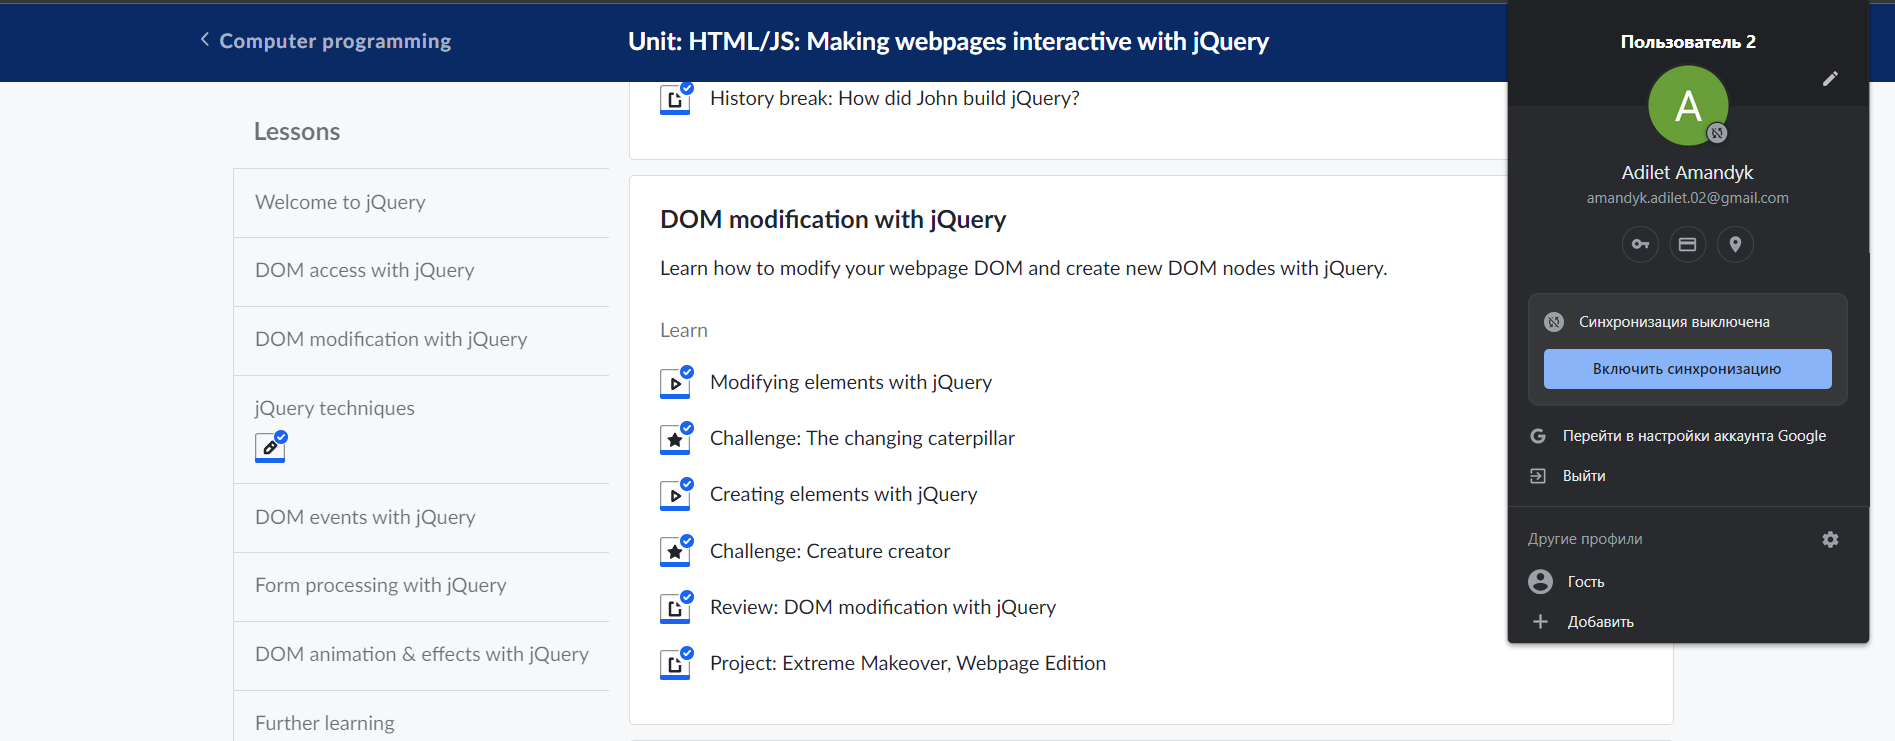 Computer programming
Unit: HTML/JS: Making webpages interactive with jQuery
Lessons
Welcome to jQuery
DOM access with jQuery
DOM modification with jQuery
jQuery techniques
DOM events with jQuery
Form processing with jQuery
DOM animation & effects with jQuery
Further learning
History break: How did John build jQuery?
DOM modification with jQuery
Learn how to modify your webpage DOM and create new DOM nodes with jQuery.
Learn
Modifying elements with jQuery
Challenge: The changing caterpillar
Creating elements with jQuery
Challenge: Creature creator
Review: DOM modification with jQuery
Project: Extreme Makeover, Webpage Edition
Пользователь 2
A
Adilet Amandyk
amandyk.adilet.02@gmail.com
Синхронизация выключена
Включить синхронизацию
G Перейти в настройки аккаунта Google
Выйти
Другие профили
Гость
Добавить